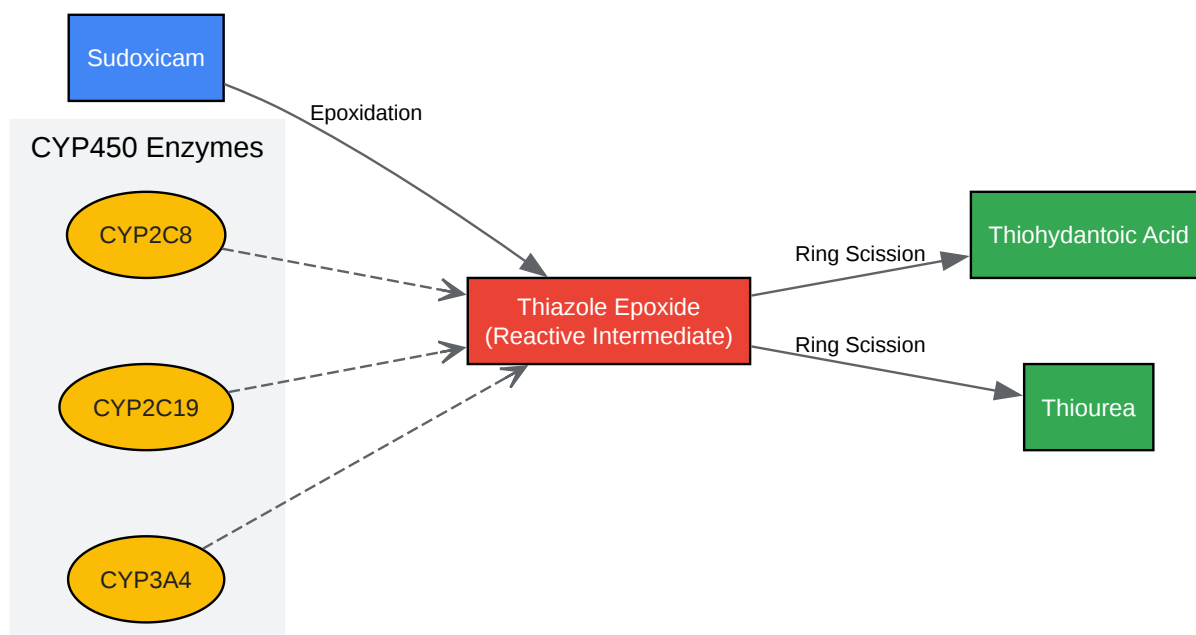 Sudoxicam
Epoxidation
CYP450 Enzymes
CYP2C8
CYP2C19
CYP3A4
Thiazole Epoxide
(Reactive Intermediate)
Ring Scission
Thiohydantoic Acid
Ring Scission
Thiourea